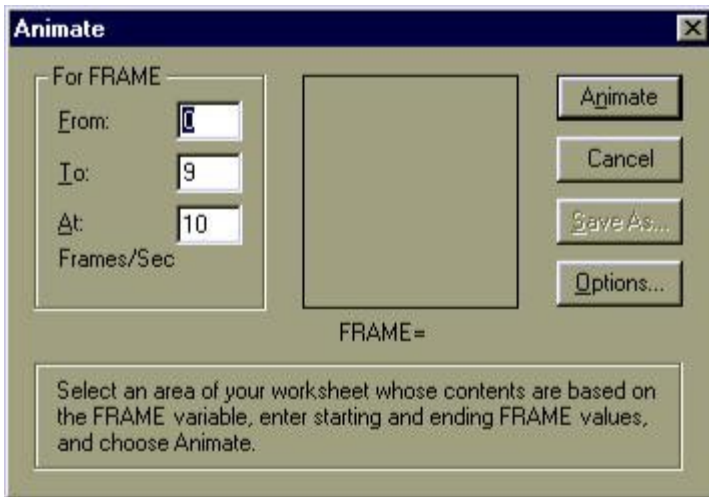 Animate
For FRAME
From: 0
To: 9
At: 10
Frames/Sec
FRAME=
Animate
Cancel
Save As...
Options...
Select an area of your worksheet whose contents are based on
the FRAME variable, enter starting and ending FRAME values,
and choose Animate.